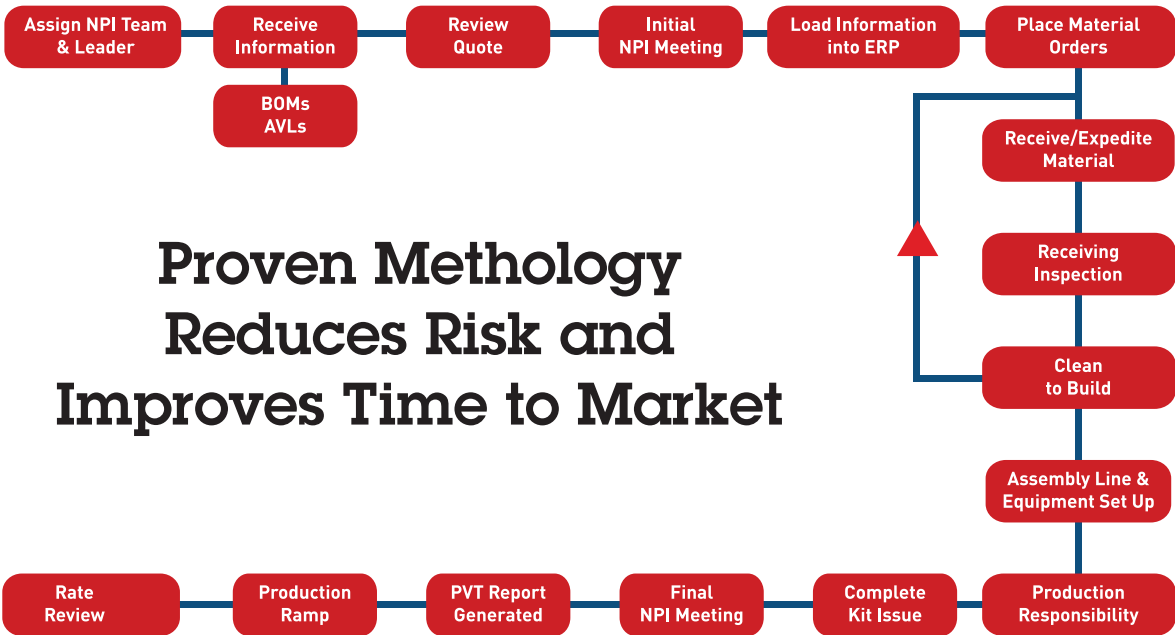 Assign NPI Team
& Leader
Receive
Information
Review
Quote
Initial
NPI Meeting
Load Information
into ERP
Place Material
Orders
BOMs
AVLs
Receive/Expedite
Material
Receiving
Inspection
Clean
to Build
Assembly Line &
Equipment Set Up
Proven Methology
Reduces Risk and
Improves Time to Market
Rate
Review
Production
Ramp
PVT Report
Generated
Final
NPI Meeting
Complete
Kit Issue
Production
Responsibility